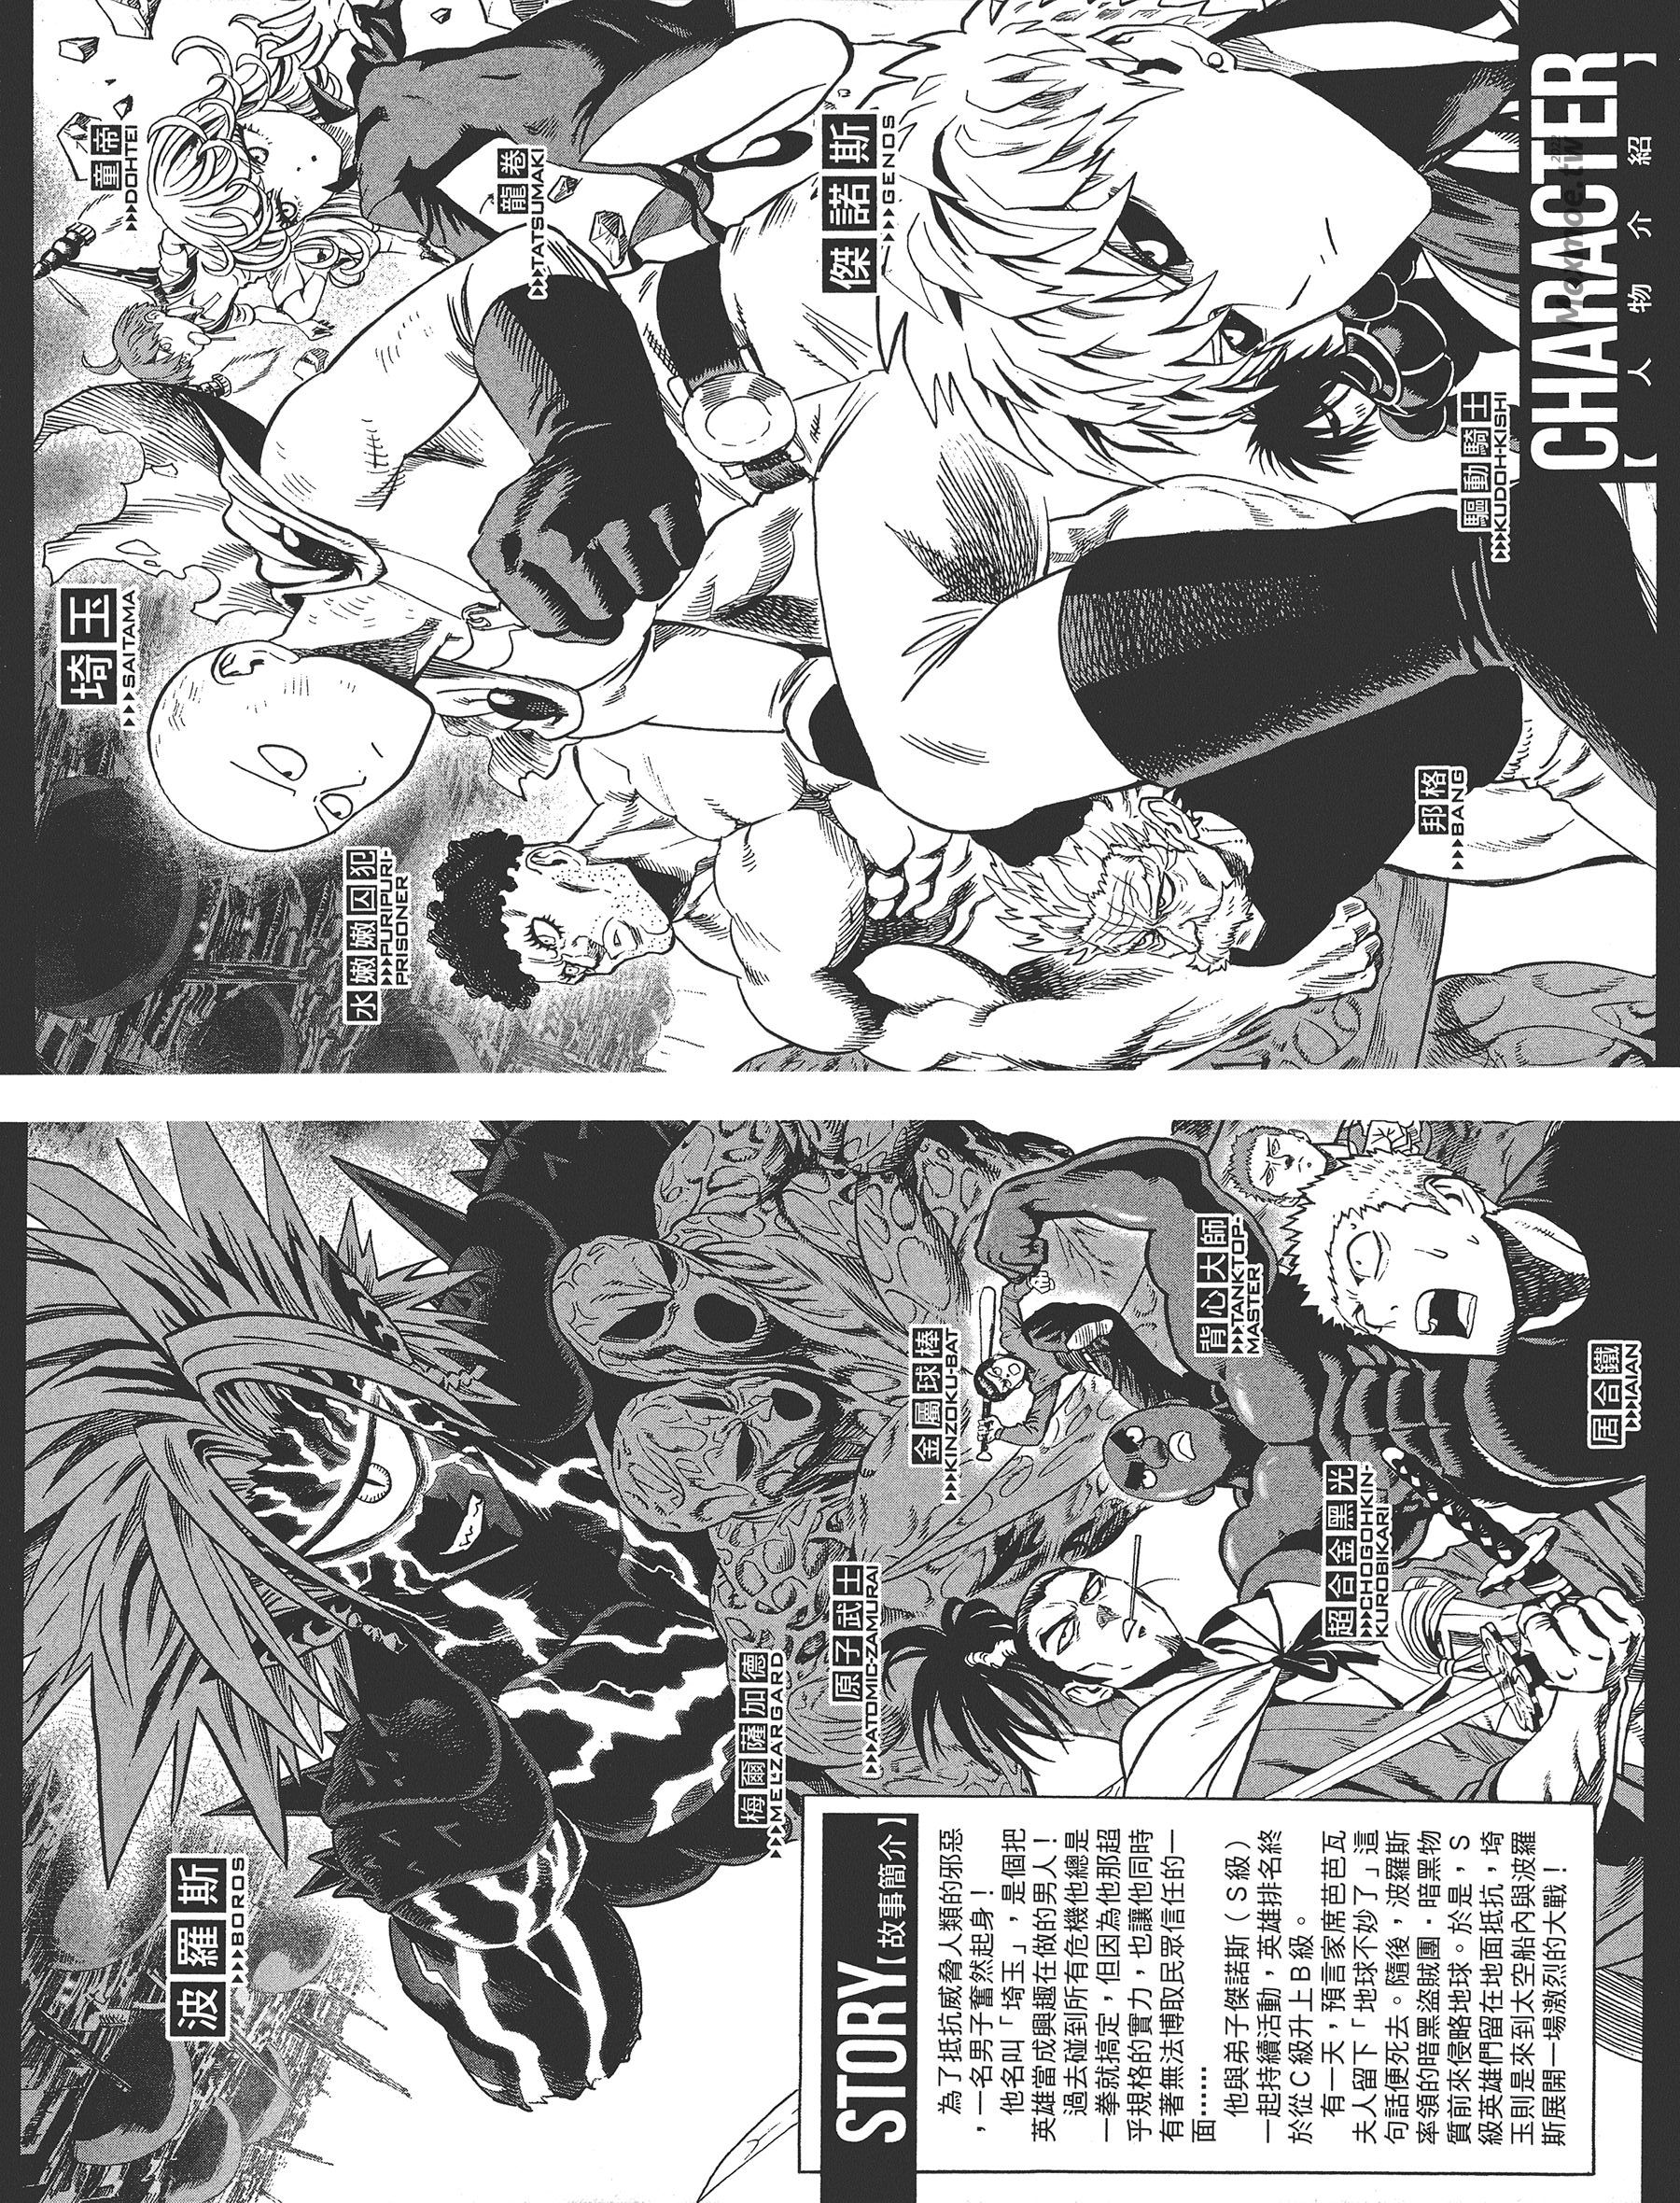 CHARACTER
【人物介紹】
傑諾斯
▶▶▶GENOS
驅動騎士
▶▶▶KUDOH-KISHI
龍卷
▶▶▶TATSUMAKI
童帝
▶▶▶DOHTEI
埼玉
▶▶▶SAITAMA
邦格
▶▶▶BANG
水嫩嫩囚犯
▶▶▶PURIPURI-
PRISONER
居合鐵
▶▶▶IAIAN
背心大師
▶▶▶TANKTOP-
MASTER
金屬球棒
▶▶▶KINZOKU-BAT
超合金黑光
▶▶▶CHOGOHKIN-
KUROBIKARI
原子武士
▶▶▶ATOMIC-ZAMURAI
梅爾薩加德
▶▶▶MELZARGARD
波羅斯
▶▶▶BOROS
STORY【故事簡介】
為了抵抗威脅人類的邪惡
，一名男子奮然起身！
他名叫「埼玉」，是個把
英雄當成興趣在做的男人！
過去碰到所有危機他總是
一拳就搞定，但因為他那超
乎規格的實力，也讓他同時
有著無法博取民眾信任的一
面……
他與弟子傑諾斯（Ｓ級）
一起持續活動，英雄排名終
於從Ｃ級升上Ｂ級。
有一天，預言家席芭芭瓦
夫人留下「地球不妙了」這
句話便死去。隨後，波羅斯
率領的暗黑盜賊團・暗黑物
質前來侵略地球。於是，Ｓ
級英雄們留在地面抵抗，埼
玉則是來到太空船內與波羅
斯展開一場激烈的大戰！